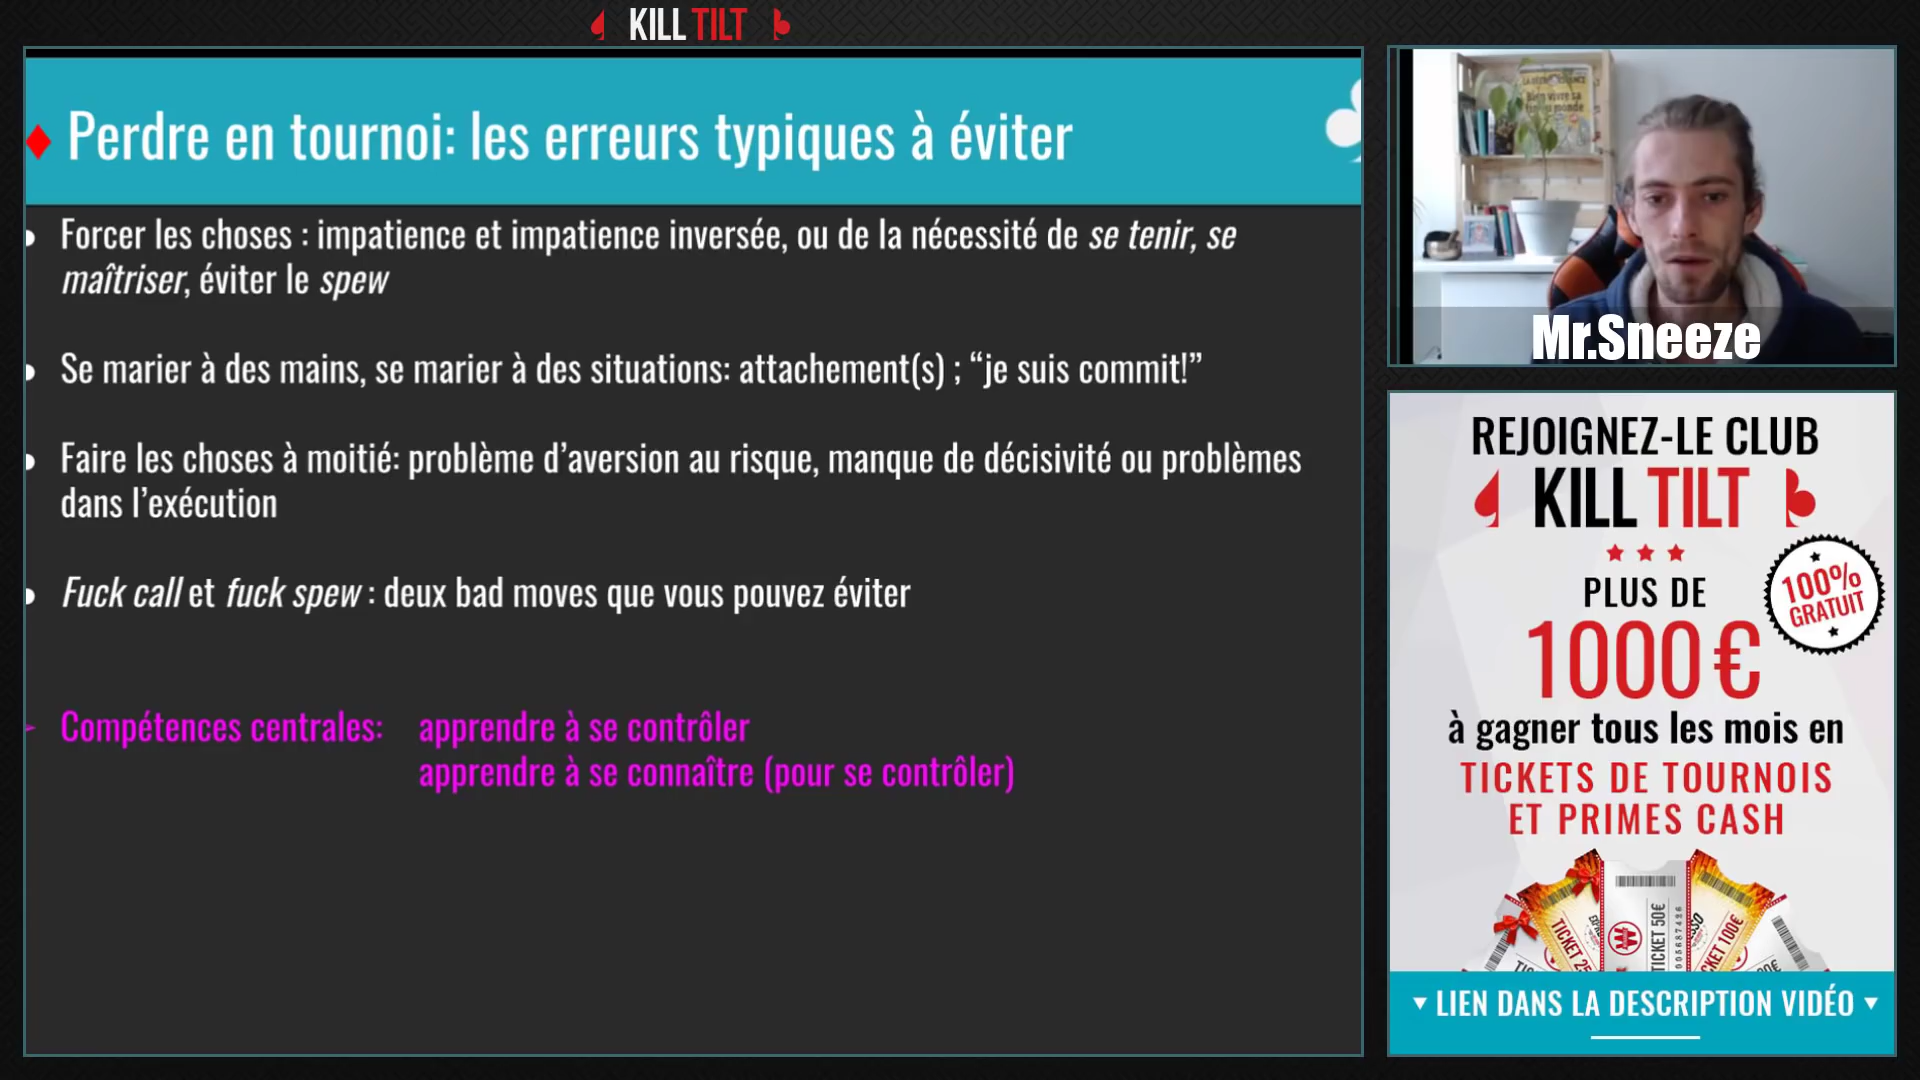 KILL TILT
Perdre en tournoi: les erreurs typiques à éviter
Forcer les choses : impatience et impatience inversée, ou de la nécessité de se tenir, se
maîtriser, éviter le spew
Se marier à des mains, se marier à des situations: attachement(s) ; “je suis commit!”
Faire les choses à moitié: problème d’aversion au risque, manque de décisivité ou problèmes
dans l’exécution
Fuck call et fuck spew : deux bad moves que vous pouvez éviter
Compétences centrales: apprendre à se contrôler
apprendre à se connaître (pour se contrôler)
Bien vivre sa
Mr.Sneeze
REJOIGNEZ-LE CLUB
KILL TILT
PLUS DE
100%
GRATUIT
1000 €
à gagner tous les mois en
TICKETS DE TOURNOIS
ET PRIMES CASH
TICKET 50€
TICKET 100€
LIEN DANS LA DESCRIPTION VIDÉO